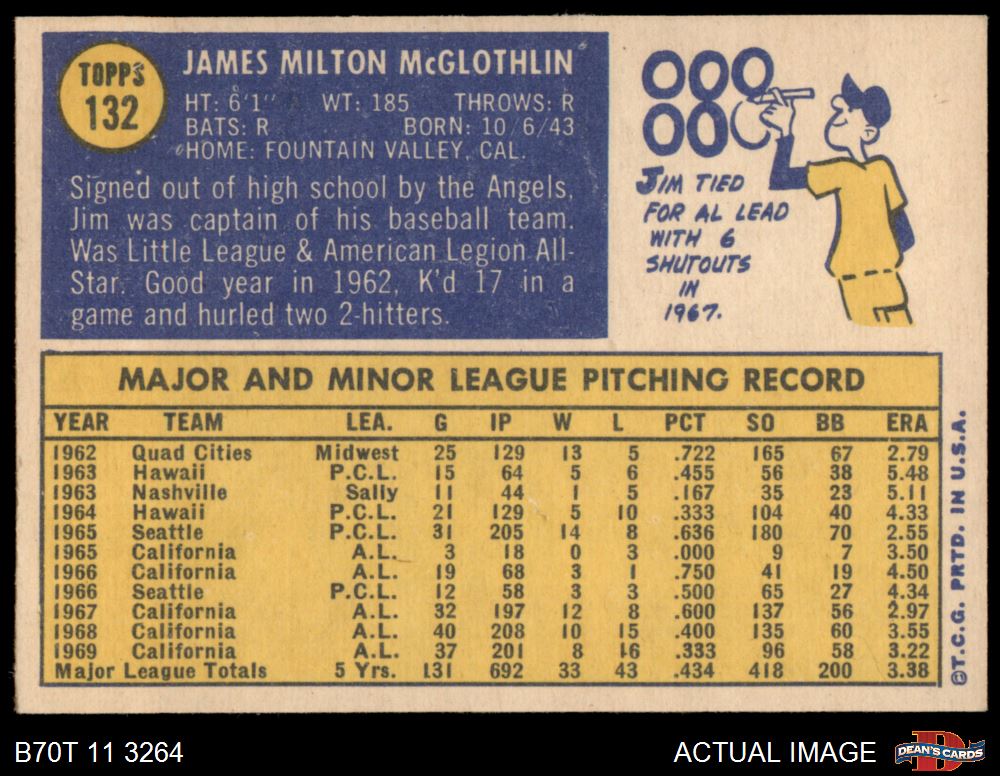 TOPPS
132
JAMES MILTON McGLOTHLIN
HT: 6'1" WT: 185 THROWS: R
BATS: R BORN: 10/6/43
HOME: FOUNTAIN VALLEY, CAL.
Signed out of high school by the Angels,
Jim was captain of his baseball team.
Was Little League & American Legion All-
Star. Good year in 1962, K'd 17 in a
game and hurled two 2-hitters.
000
000
JIM TIED
FOR AL LEAD
WITH 6
SHUTOUTS
IN
1967.
MAJOR AND MINOR LEAGUE PITCHING RECORD
YEAR TEAM LEA. G IP W L PCT SO BB ERA
1962 Quad Cities Midwest 25 129 13 5 .722 165 67 2.79
1963 Hawaii P.C.L. 15 64 5 6 .455 56 38 5.48
1963 Nashville Sally 11 44 1 5 .167 35 23 5.11
1964 Hawaii P.C.L. 21 129 5 10 .333 104 40 4.33
1965 Seattle P.C.L. 31 205 14 8 .636 180 70 2.55
1965 California A.L. 3 18 0 3 .000 9 7 3.50
1966 California A.L. 19 68 3 1 .750 41 19 4.50
1966 Seattle P.C.L. 12 58 3 3 .500 65 27 4.34
1967 California A.L. 32 197 12 8 .600 137 56 2.97
1968 California A.L. 40 208 10 15 .400 135 60 3.55
1969 California A.L. 37 201 8 16 .333 96 58 3.22
Major League Totals 5 Yrs. 131 692 33 43 .434 418 200 3.38
©T.C.G. PRTD. IN U.S.A.
B70T 11 3264
ACTUAL IMAGE
D
DEAN'S CARDS